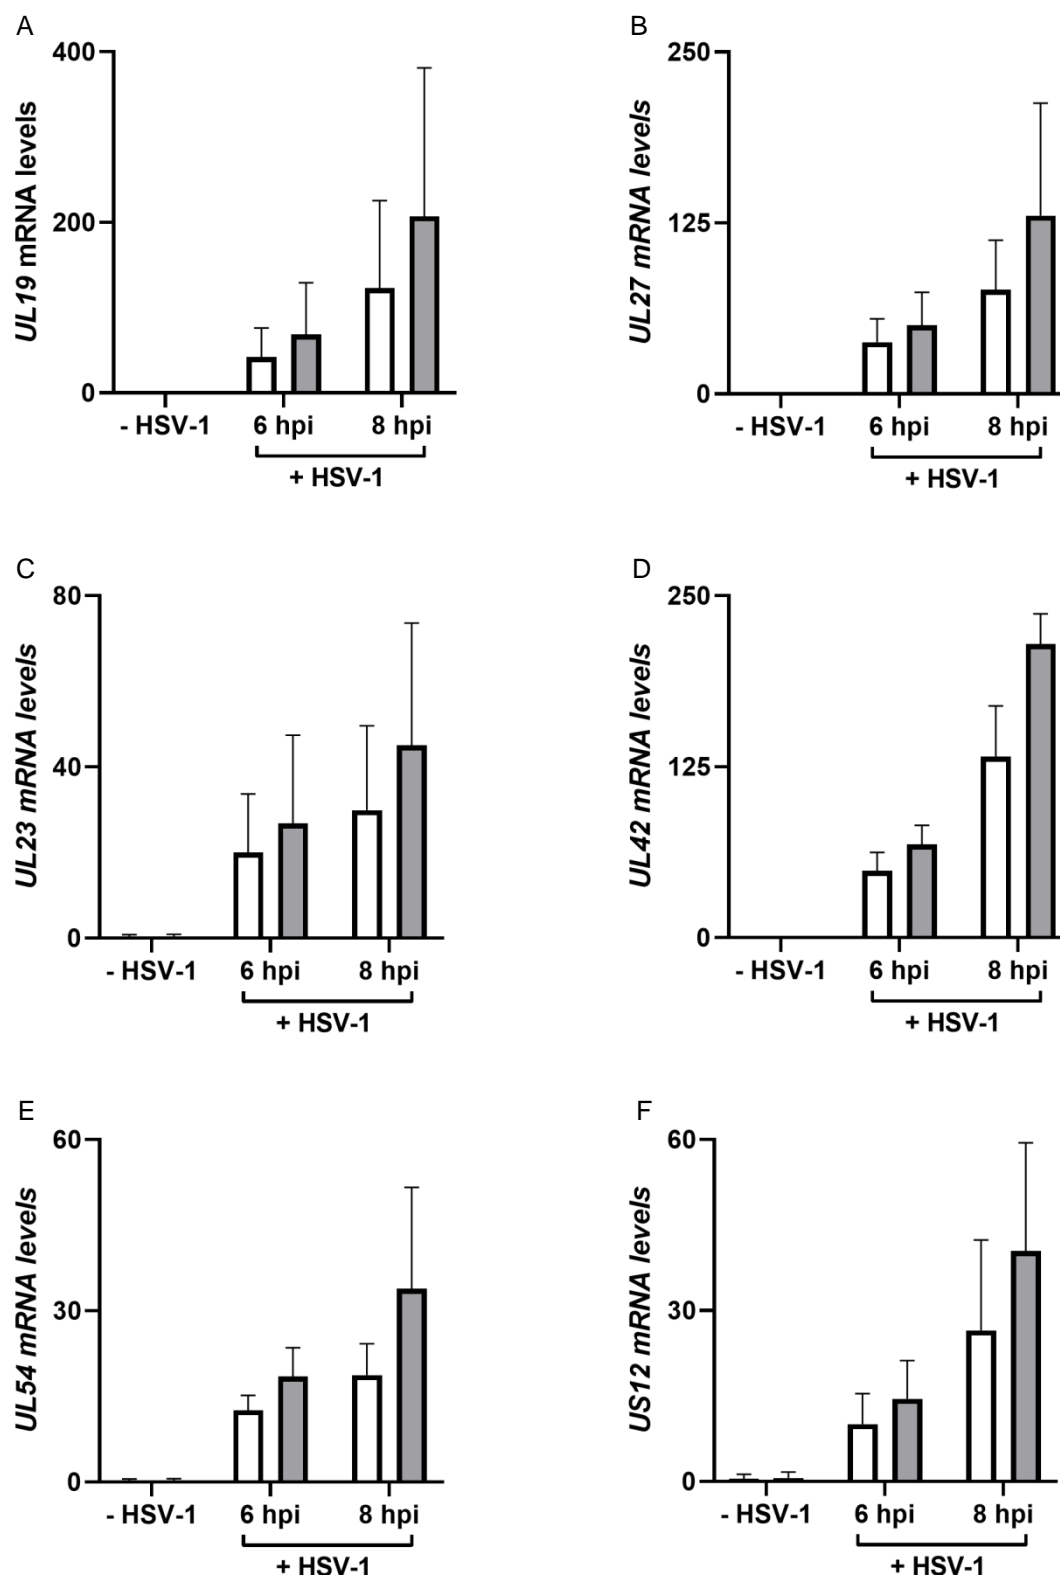 A
UL19 mRNA levels
400
200
0
- HSV-1
6 hpi
8 hpi
+ HSV-1
B
UL27 mRNA levels
250
125
0
- HSV-1
6 hpi
8 hpi
+ HSV-1
C
UL23 mRNA levels
80
40
0
- HSV-1
6 hpi
8 hpi
+ HSV-1
D
UL42 mRNA levels
250
125
0
- HSV-1
6 hpi
8 hpi
+ HSV-1
E
UL54 mRNA levels
60
30
0
- HSV-1
6 hpi
8 hpi
+ HSV-1
F
US12 mRNA levels
60
30
0
- HSV-1
6 hpi
8 hpi
+ HSV-1